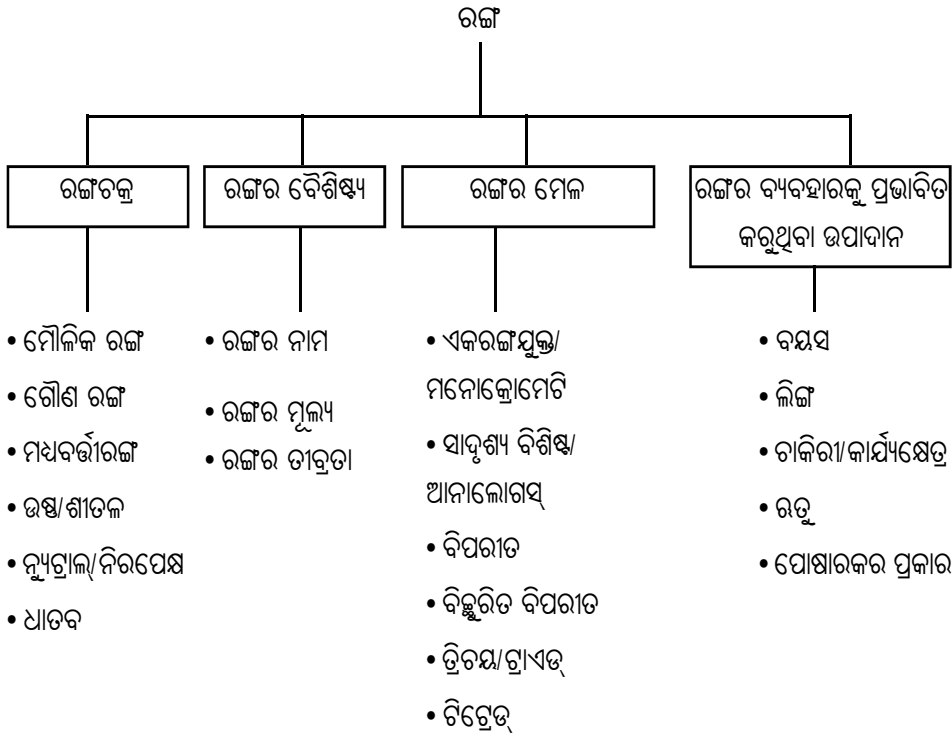 ରଙ୍ଗ
ରଙ୍ଗଚକ୍ର
ରଙ୍ଗର ବୈଶିଷ୍ଟ୍ୟ
ରଙ୍ଗର ମେଳ
ରଙ୍ଗର ବ୍ୟବହାରକୁ ପ୍ରଭାବିତ
କରୁଥିବା ଉପାଦାନ
• ମୌଳିକ ରଙ୍ଗ
• ଗୌଣ ରଙ୍ଗ
• ମଧ୍ୟବର୍ତ୍ତୀରଙ୍ଗ
• ଉଷ୍ଣ/ଶୀତଳ
• ନ୍ୟୁଟ୍ରାଲ୍/ନିରପେକ୍ଷ
• ଧାତବ
• ରଙ୍ଗର ନାମ
• ରଙ୍ଗର ମୂଲ୍ୟ
• ରଙ୍ଗର ତୀବ୍ରତା
• ଏକରଙ୍ଗଯୁକ୍ତ/
ମନୋକ୍ରୋମେଟି
• ସାଦୃଶ୍ୟ ବିଶିଷ୍ଟ/
ଆନାଲୋଗସ୍
• ବିପରୀତ
• ବିଚ୍ଛୁରିତ ବିପରୀତ
• ତ୍ରିଚୟ/ଟ୍ରାଏଡ୍
• ଟିଟ୍ରେଡ୍
• ବୟସ
• ଲିଙ୍ଗ
• ଚାକିରୀ/କାର୍ଯ୍ୟକ୍ଷେତ୍ର
• ଋତୁ
• ପୋଷାରକର ପ୍ରକାର